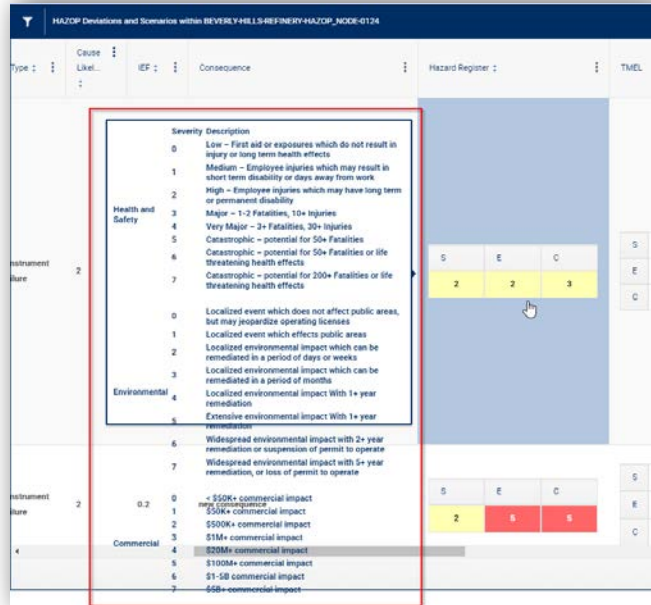 HAZOP Deviations and Scenarios within BEVERLY-HILLS-REFINERY-HAZOP_NODE-0124
Type
Cause
Likel...
IEF
Consequence
Hazard Register
TMEL
Severity Description
Health and
Safety
0 Low – First aid or exposures which do not result in
injury or long term health effects
1 Medium – Employee injuries which may result in
short term disability or days away from work
2 High – Employee injuries which may have long term
or permanent disability
3 Major – 1-2 Fatalities, 10+ Injuries
4 Very Major – 3+ Fatalities, 30+ Injuries
5 Catastrophic – potential for 50+ Fatalities
6 Catastrophic – potential for 50+ Fatalities or life
threatening health effects
7 Catastrophic – potential for 200+ Fatalities or life
threatening health effects
Environmental
0 Localized event which does not affect public areas,
but may jeopardize operating licenses
1 Localized event which effects public areas
2 Localized environmental impact which can be
remediated in a period of days or weeks
3 Localized environmental impact which can be
remediated in a period of months
4 Localized environmental impact With 1+ year
remediation
5 Extensive environmental impact With 1+ year
remediation
6 Widespread environmental impact with 2+ year
remediation or suspension of permit to operate
7 Widespread environmental impact with 5+ year
remediation, or loss of permit to operate
Commercial
0 < $50K+ commercial impact
1 $50K+ commercial impact
2 $500K+ commercial impact
3 $1M+ commercial impact
4 $20M+ commercial impact
5 $100M+ commercial impact
6 $1-5B commercial impact
7 $5B+ commercial impact
nstrument
ilure
2
S E C
2 2 3
S
E
C
nstrument
ilure
2
0.2
new consequence
S E C
2 5 5
S
E
C